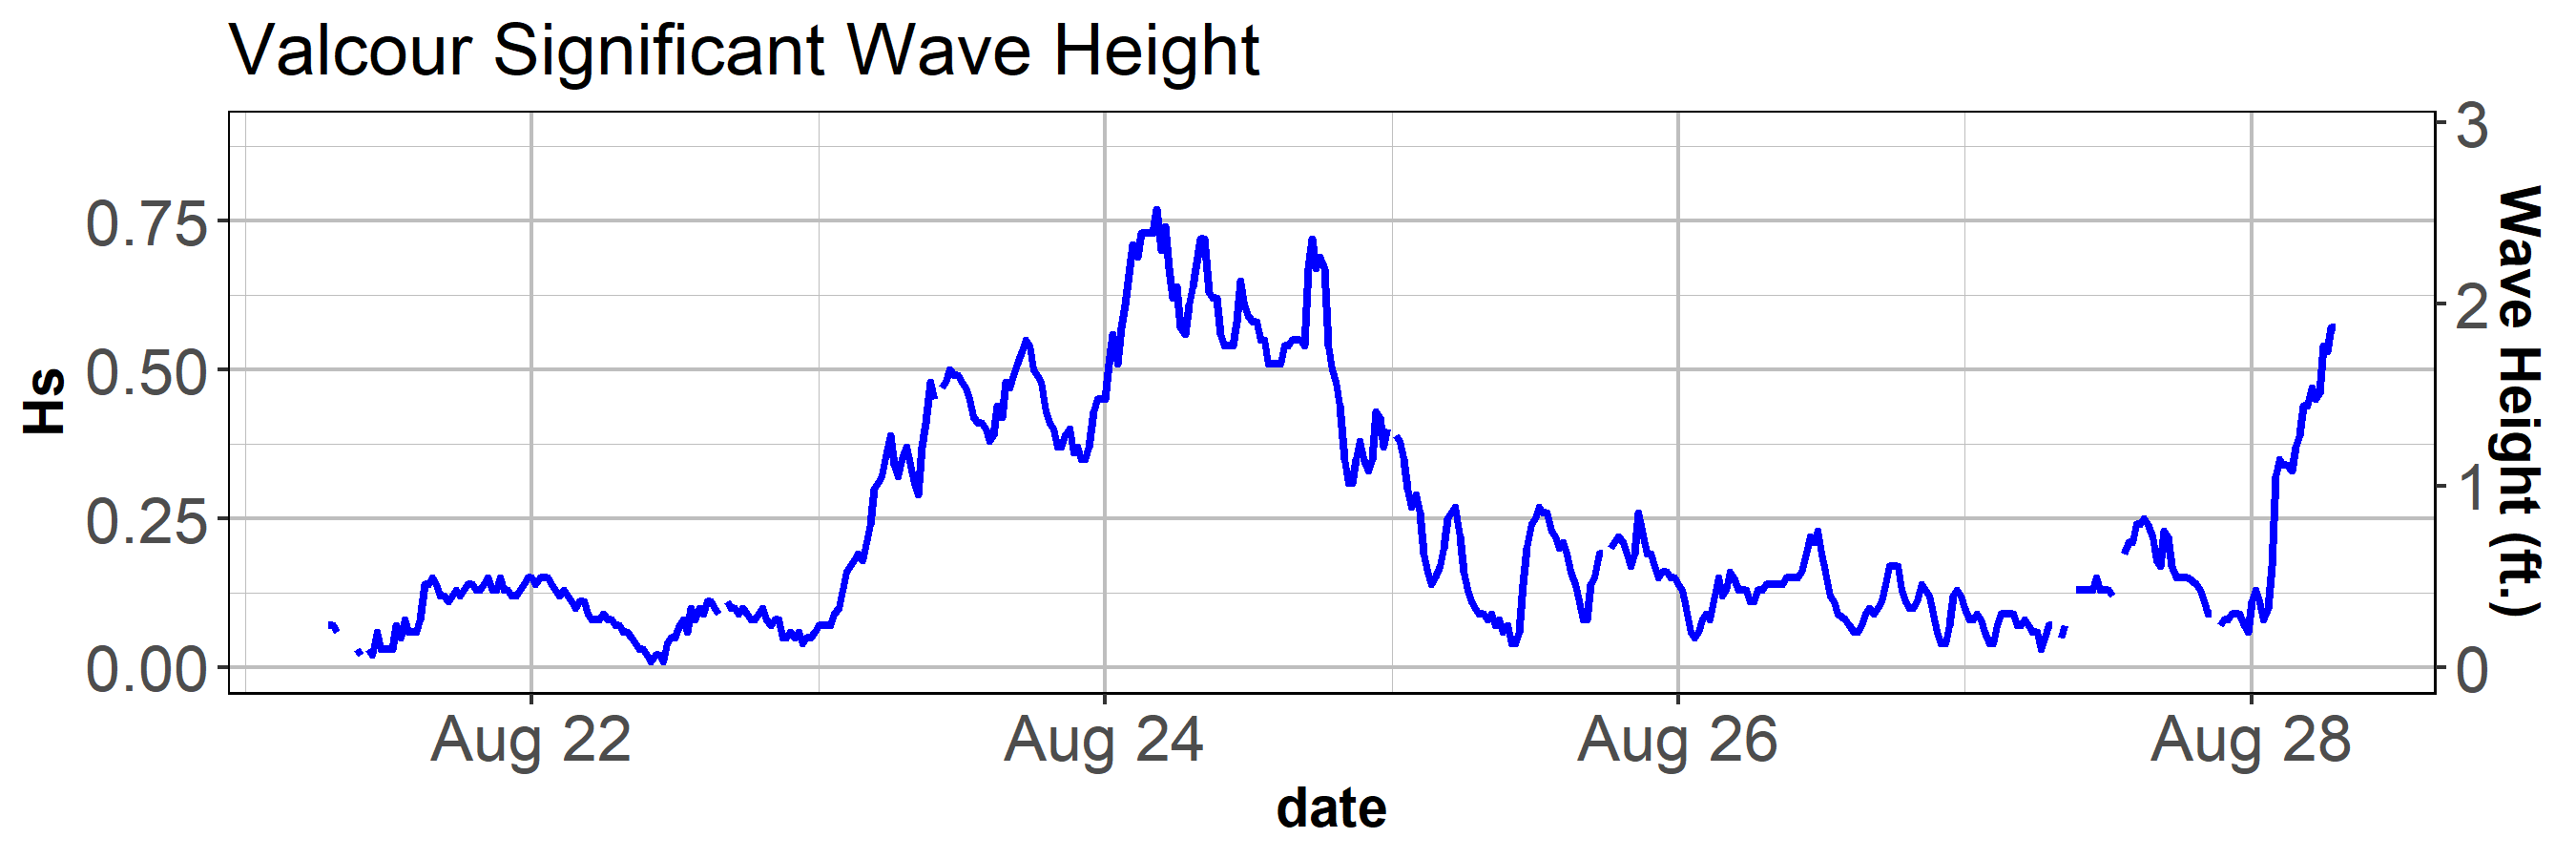 Valcour Significant Wave Height
Hs
0.75
0.50
0.25
0.00
3
2
1
0
Wave Height (ft.)
Aug 22
Aug 24
Aug 26
Aug 28
date